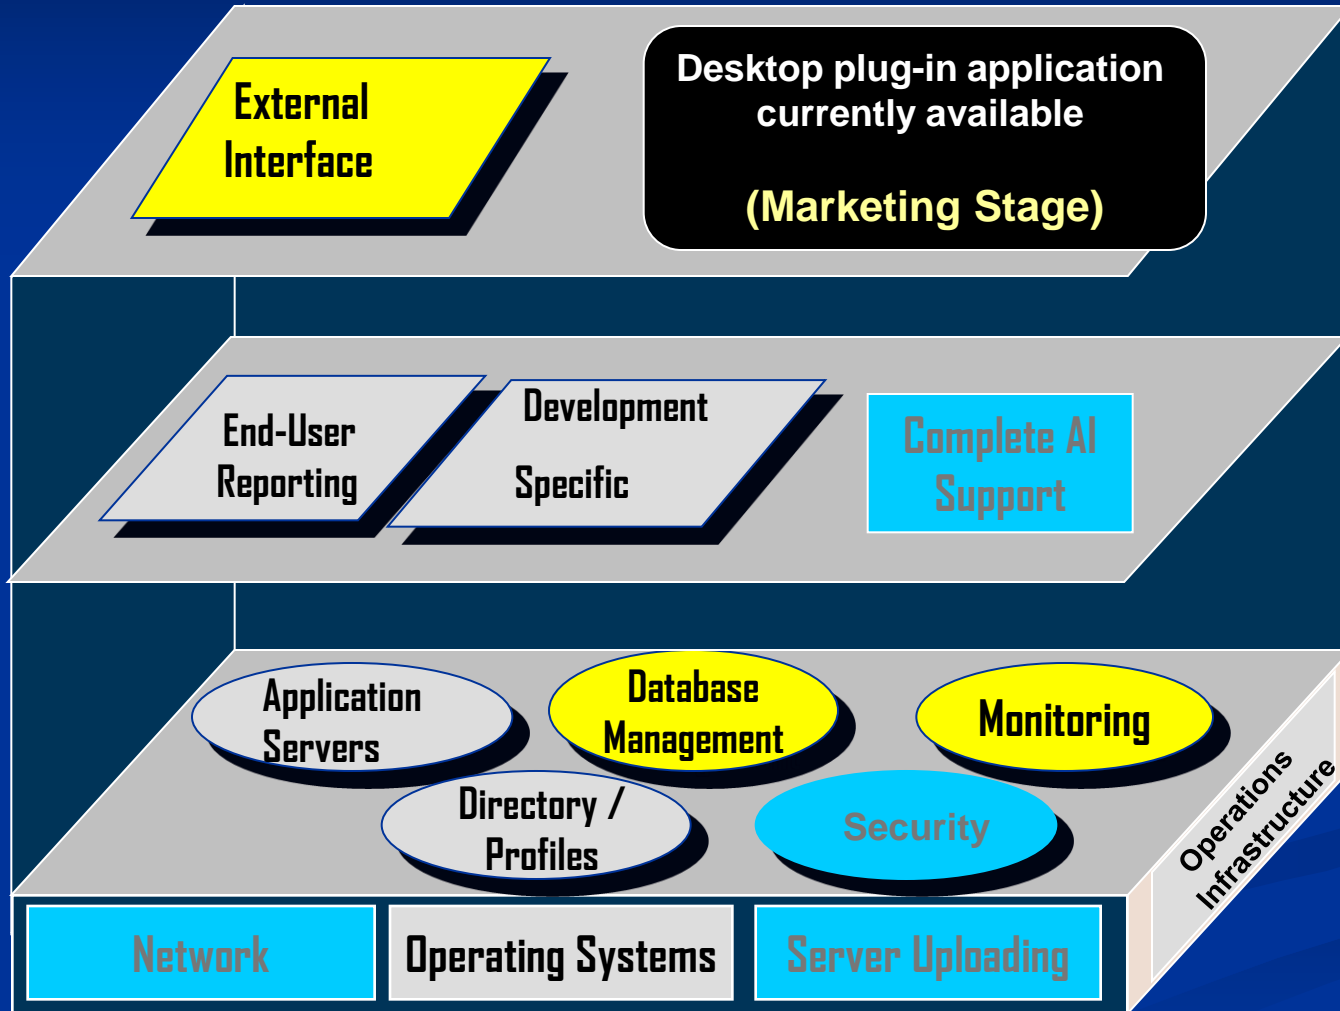 External
Interface
Desktop plug-in application
currently available
(Marketing Stage)
End-User
Reporting
Development
Specific
Complete AI
Support
Application
Servers
Database
Management
Monitoring
Directory /
Profiles
Security
Operations
Infrastructure
Network
Operating Systems
Server Uploading